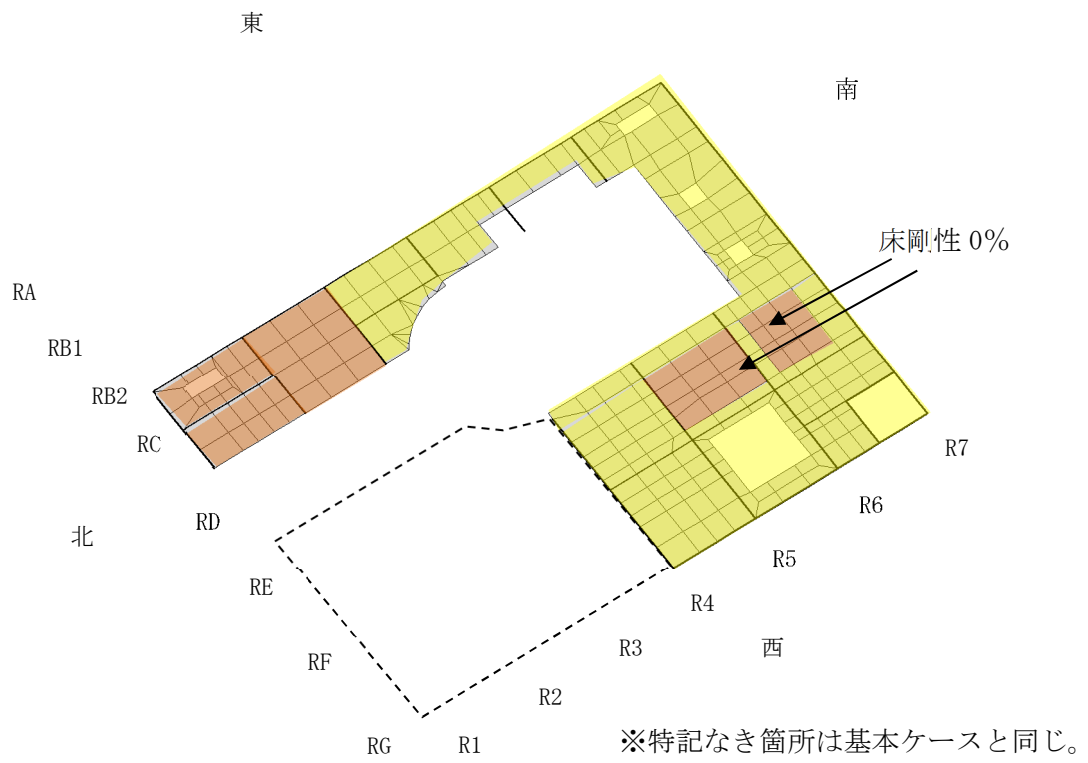 東
南
床剛性 0%
RA
RB1
RB2
RC
RD
北
RE
RF
RG
R1
R2
R3
R4
R5
R6
R7
西
※特記なき箇所は基本ケースと同じ。